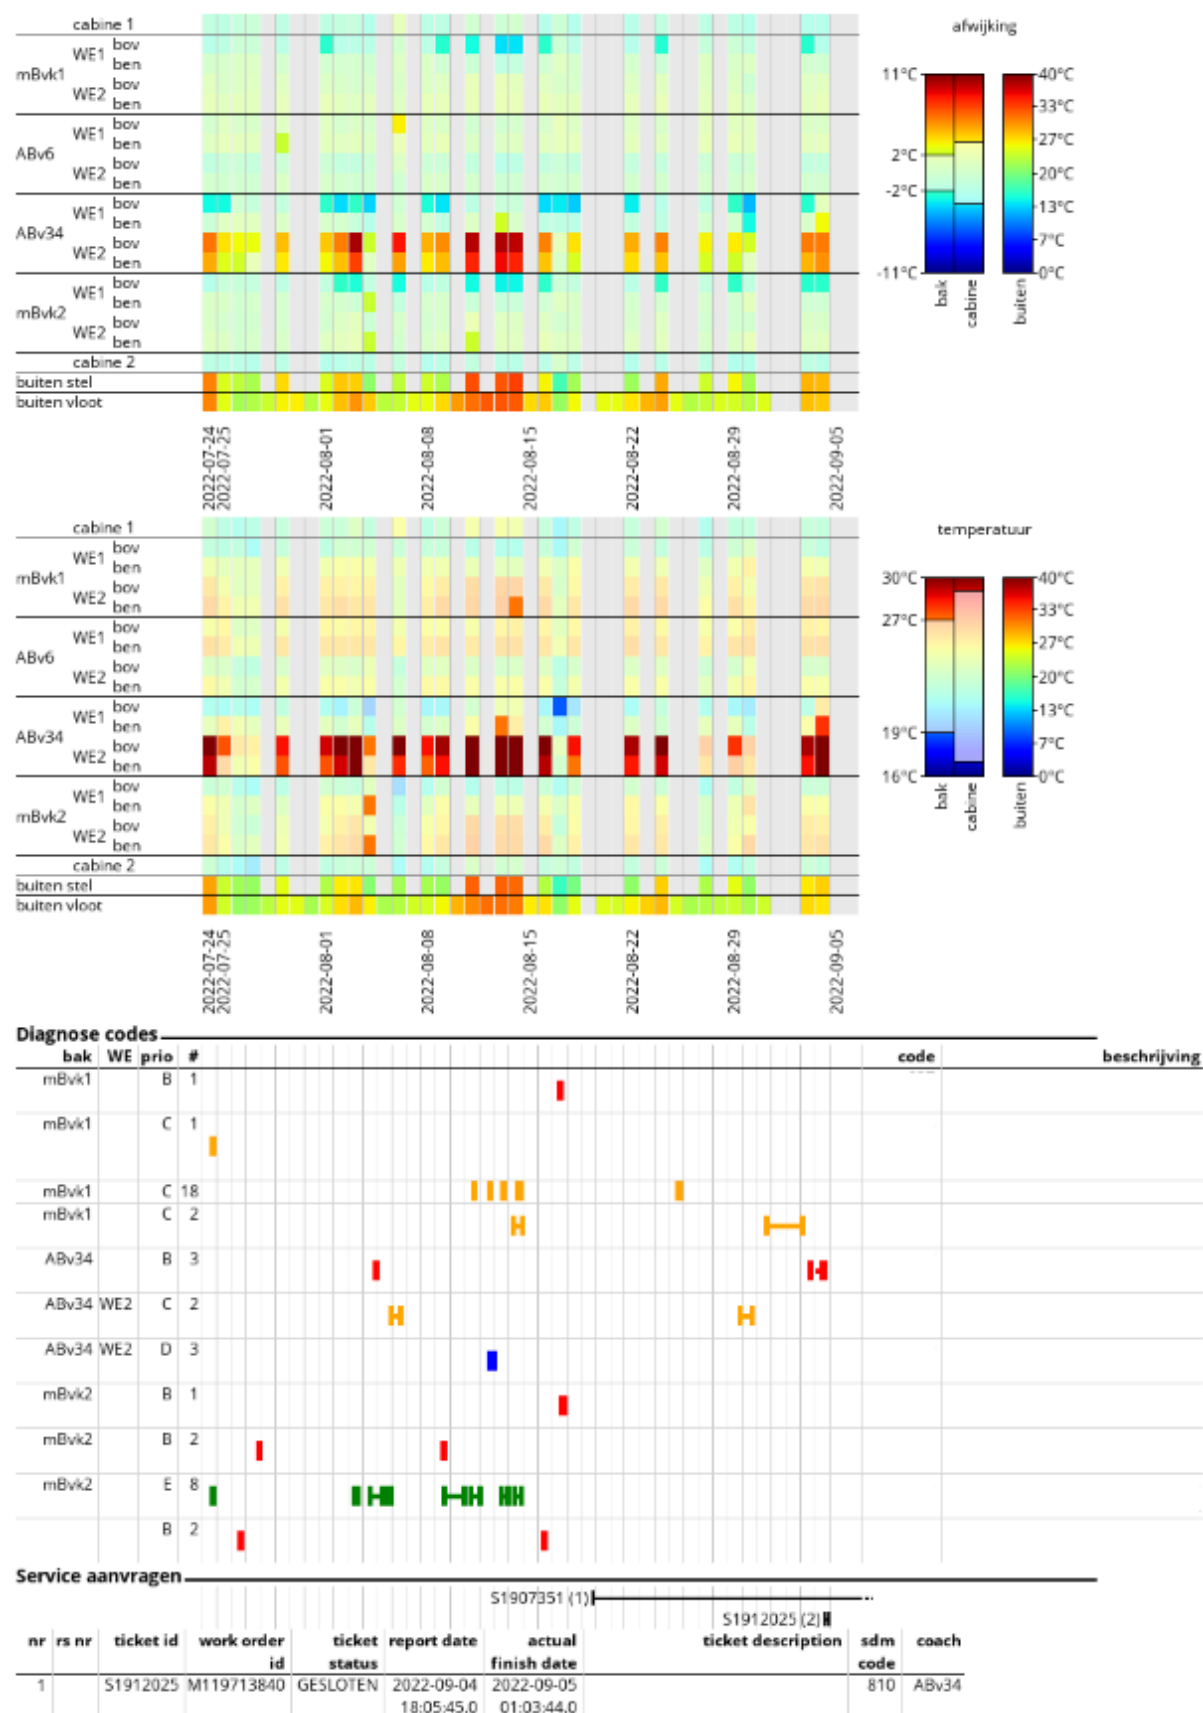 cabine 1
afwijking
mBvk1 WE1 bov
ben
WE2 bov
ben
ABv6 WE1 bov
ben
WE2 bov
ben
ABv34 WE1 bov
ben
WE2 bov
ben
mBvk2 WE1 bov
ben
WE2 bov
ben
cabine 2
buiten stel
buiten vloot
11°C
2°C
-2°C
-11°C
40°C
33°C
27°C
20°C
13°C
7°C
0°C
bak
cabine
buiten
2022-07-24
2022-07-25
2022-08-01
2022-08-08
2022-08-15
2022-08-22
2022-08-29
2022-09-05
cabine 1
temperatuur
mBvk1 WE1 bov
ben
WE2 bov
ben
ABv6 WE1 bov
ben
WE2 bov
ben
ABv34 WE1 bov
ben
WE2 bov
ben
mBvk2 WE1 bov
ben
WE2 bov
ben
cabine 2
buiten stel
buiten vloot
30°C
27°C
19°C
16°C
40°C
33°C
27°C
20°C
13°C
7°C
0°C
bak
cabine
buiten
2022-07-24
2022-07-25
2022-08-01
2022-08-08
2022-08-15
2022-08-22
2022-08-29
2022-09-05
Diagnose codes
bak WE prio # code beschrijving
mBvk1 B 1
mBvk1 C 1
mBvk1 C 18
mBvk1 C 2
ABv34 B 3
ABv34 WE2 C 2
ABv34 WE2 D 3
mBvk2 B 1
mBvk2 B 2
mBvk2 E 8
B 2
Service aanvragen
S1907351 (1)
S1912025 (2)
nr rs nr ticket id work order ticket report date actual ticket description sdm coach
id status finish date code
1 S1912025 M119713840 GESLOTEN 2022-09-04 2022-09-05 810 ABv34
18:05:45.0 01:03:44.0